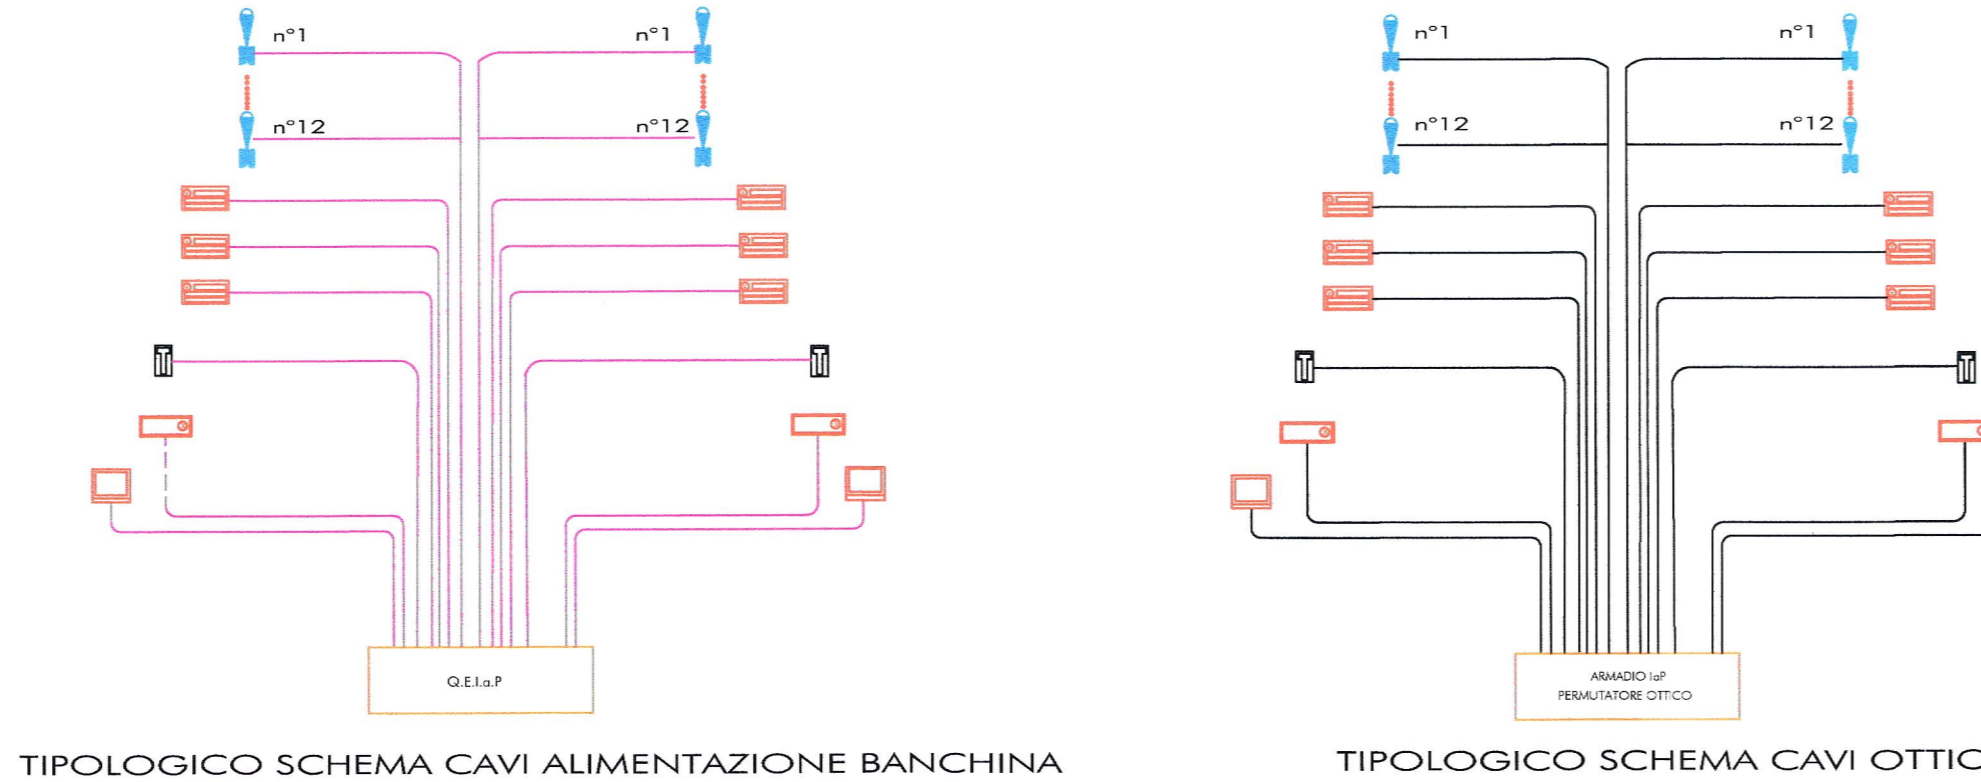 n°1
n°1
n°12
n°12
Q.E.I.a.P
TIPOLOGICO SCHEMA CAVI ALIMENTAZIONE BANCHINA
n°1
n°1
n°12
n°12
ARMADIO IaP
PERMUTATORE OTTICO
TIPOLOGICO SCHEMA CAVI OTTIC